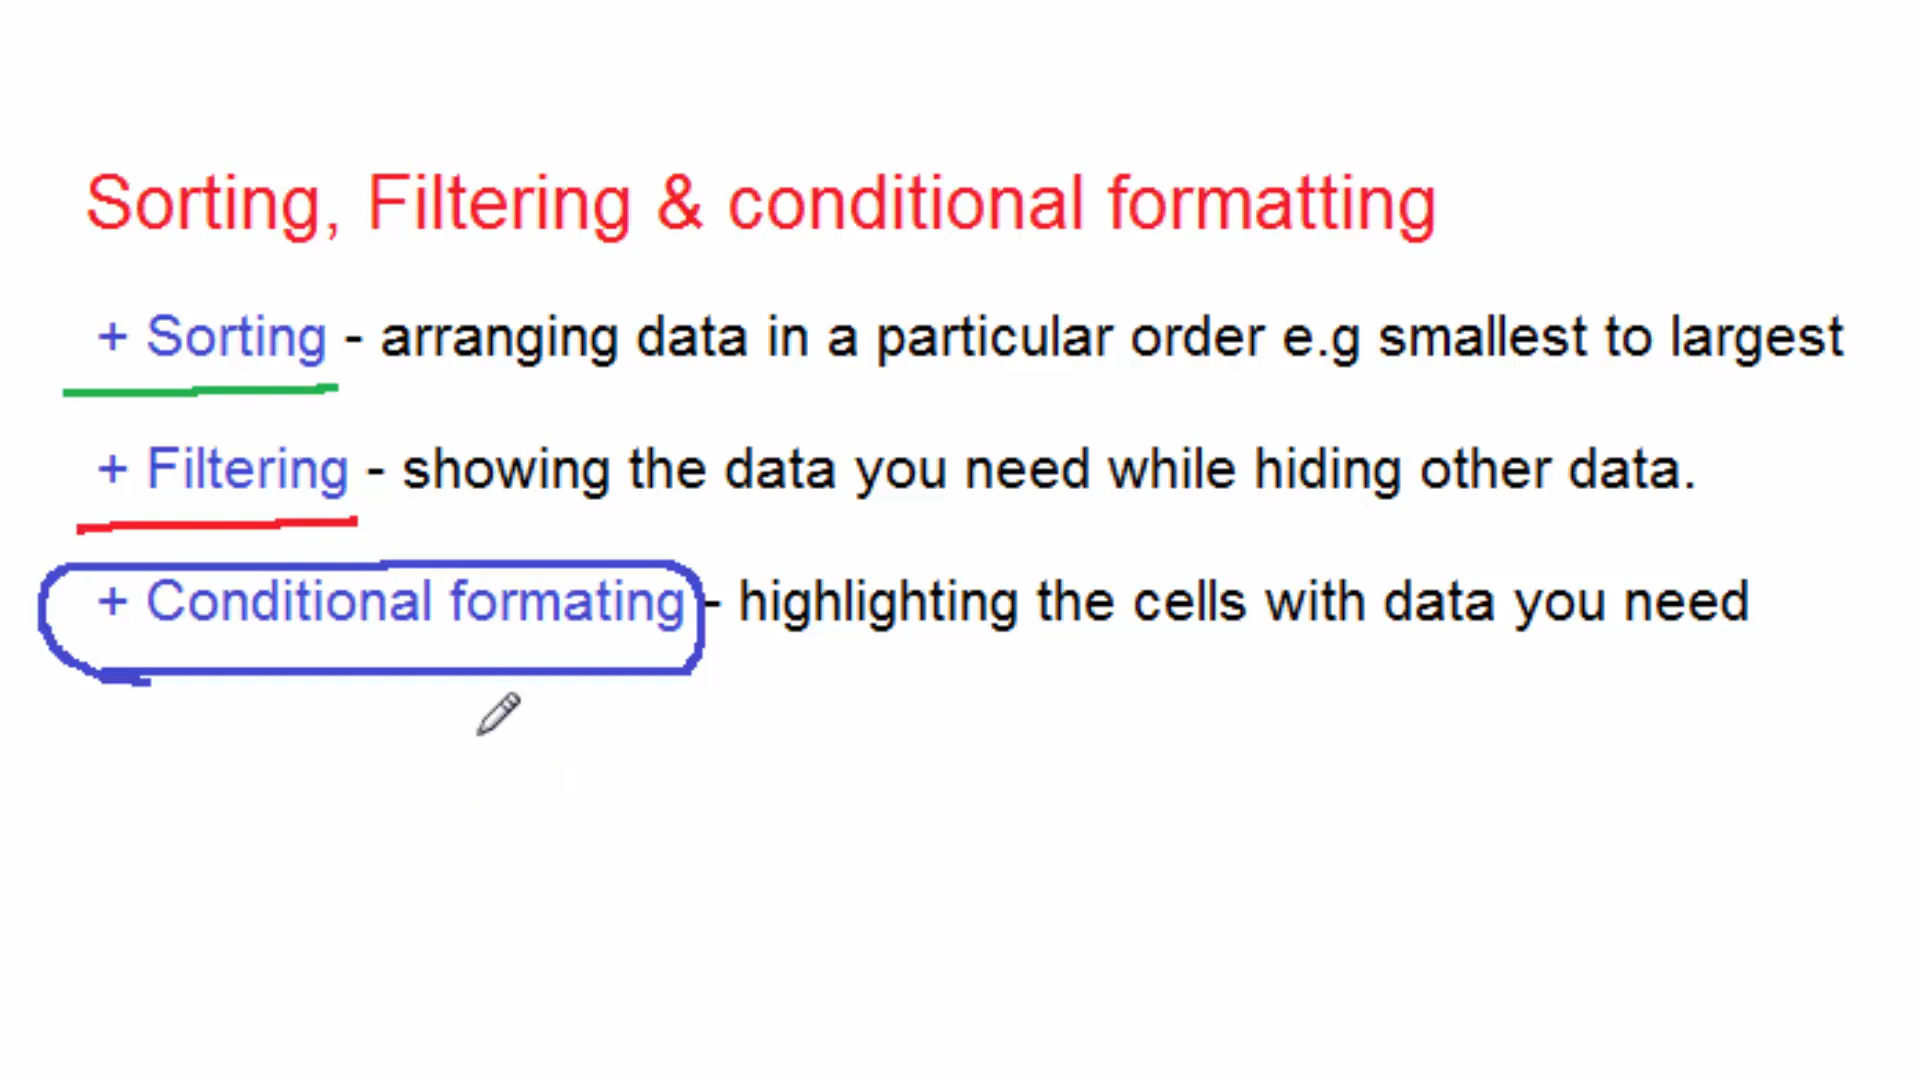 Sorting, Filtering & conditional formatting
+ Sorting - arranging data in a particular order e.g smallest to largest
+ Filtering - showing the data you need while hiding other data.
+ Conditional formating - highlighting the cells with data you need